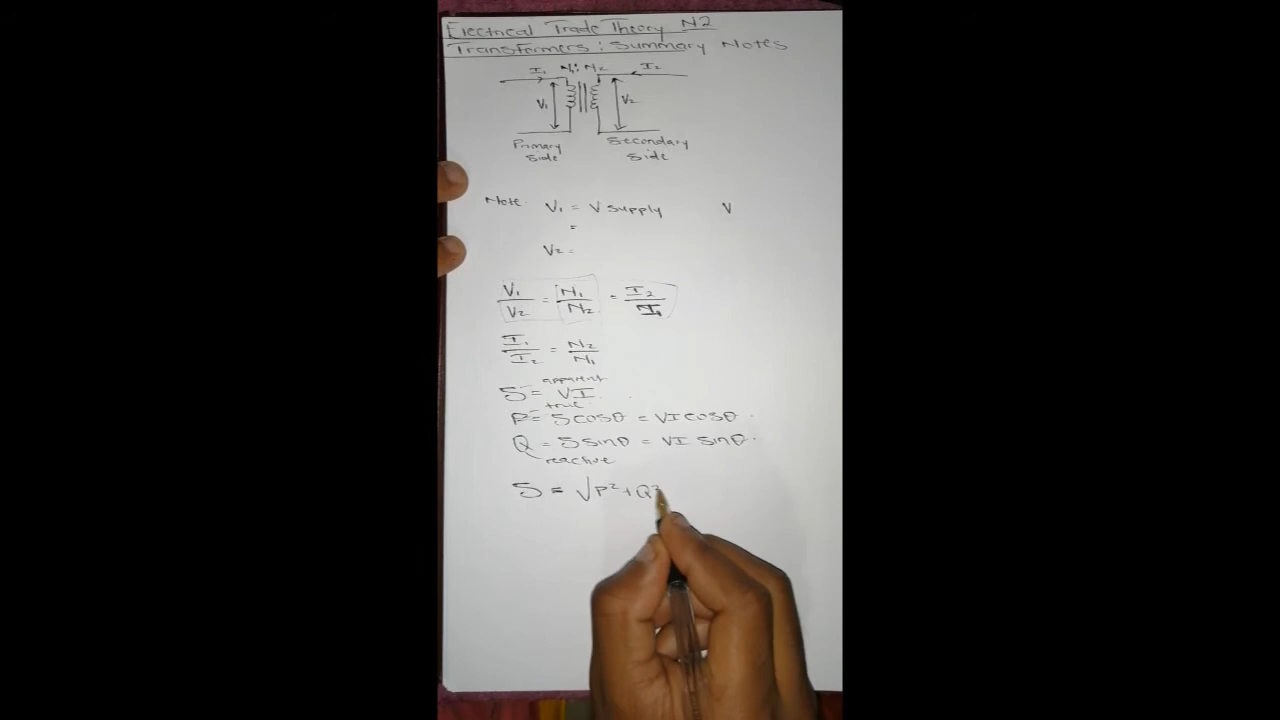 Electrical Trade Theory N2
Transformers: Summary Notes
I₁ N₁: N₂ I₂
V₁ V₂
Primary Side
Secondary Side
Note: V₁ = V supply V
=
V₂ =
V₁/V₂ = N₁/N₂ = I₂/I₁
I₁/I₂ = N₂/N₁
apparent
S = VI
true
P = S cosθ = VI cosθ
Q = S sinθ = VI sinθ
reactive
S = √P² + Q²